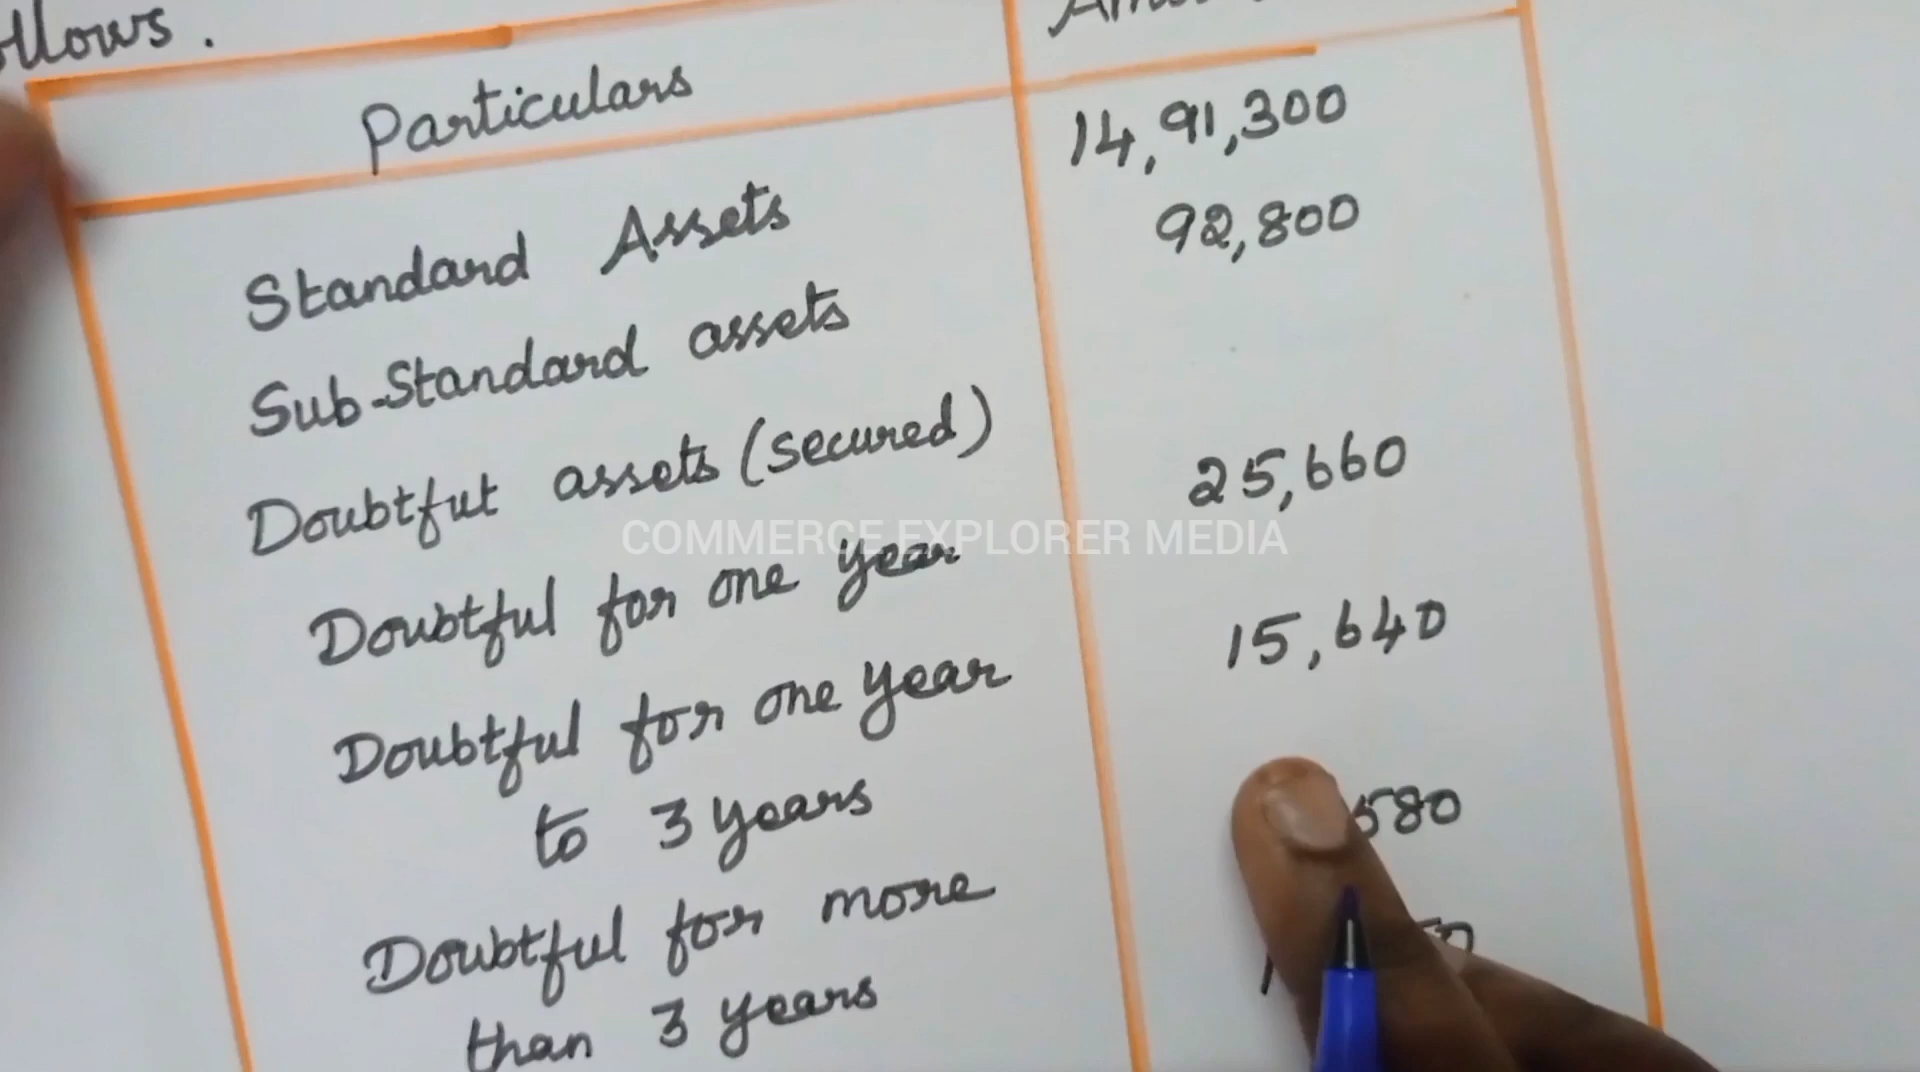 ollows.
Particulars
14,91,300
Standard Assets
92,800
Sub-Standard assets
Doubtful assets (secured)
25,660
Doubtful for one year
15,640
Doubtful for one year
to 3 years
580
Doubtful for more
than 3 years
COMMERCE EXPLORER MEDIA